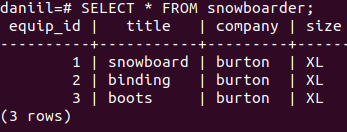 daniil=# SELECT * FROM snowboarder;
 equip_id |   title   | company | size
----------+-----------+---------+------
        1 | snowboard | burton  | XL
        2 | binding   | burton  | XL
        3 | boots     | burton  | XL
(3 rows)